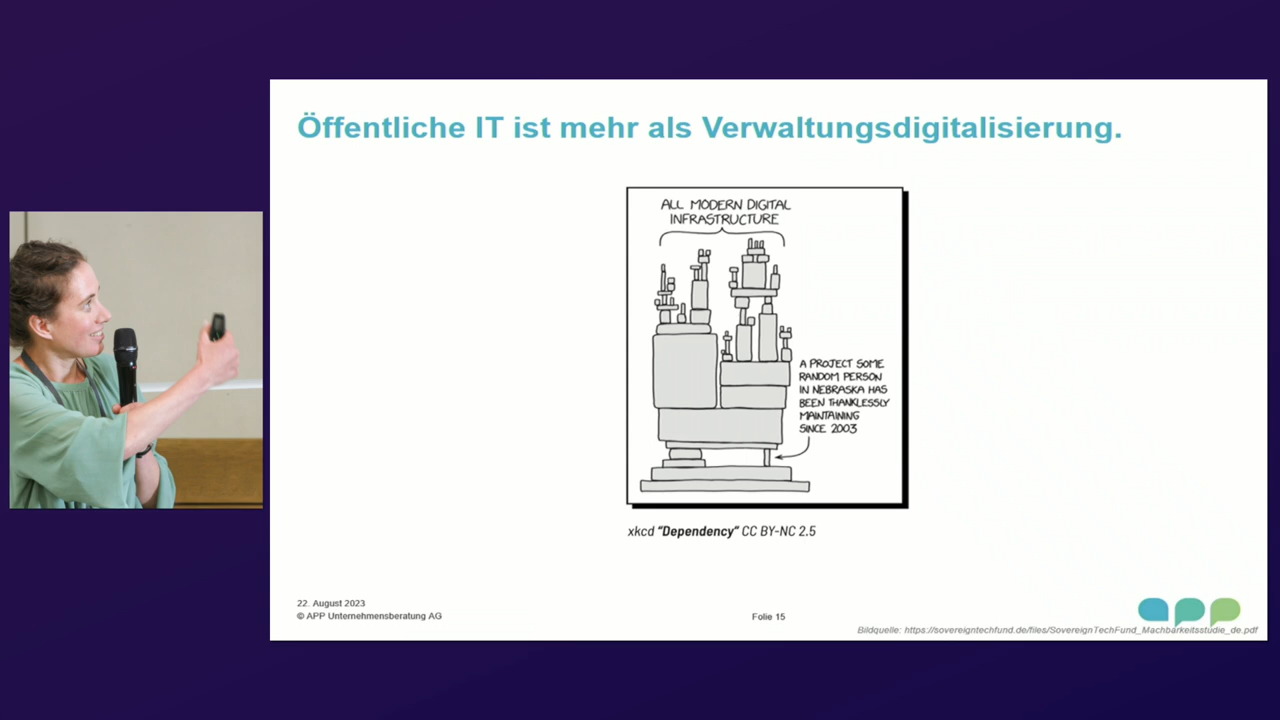 Öffentliche IT ist mehr als Verwaltungsdigitalisierung.
ALL MODERN DIGITAL
INFRASTRUCTURE
A PROJECT SOME
RANDOM PERSON
IN NEBRASKA HAS
BEEN THANKLESSLY
MAINTAINING
SINCE 2003
xkcd "Dependency" CC BY-NC 2.5
22. August 2023
© APP Unternehmensberatung AG
Folie 15
app
Bildquelle: https://sovereigntechfund.de/files/SovereignTechFund_Machbarkeitsstudie_de.pdf